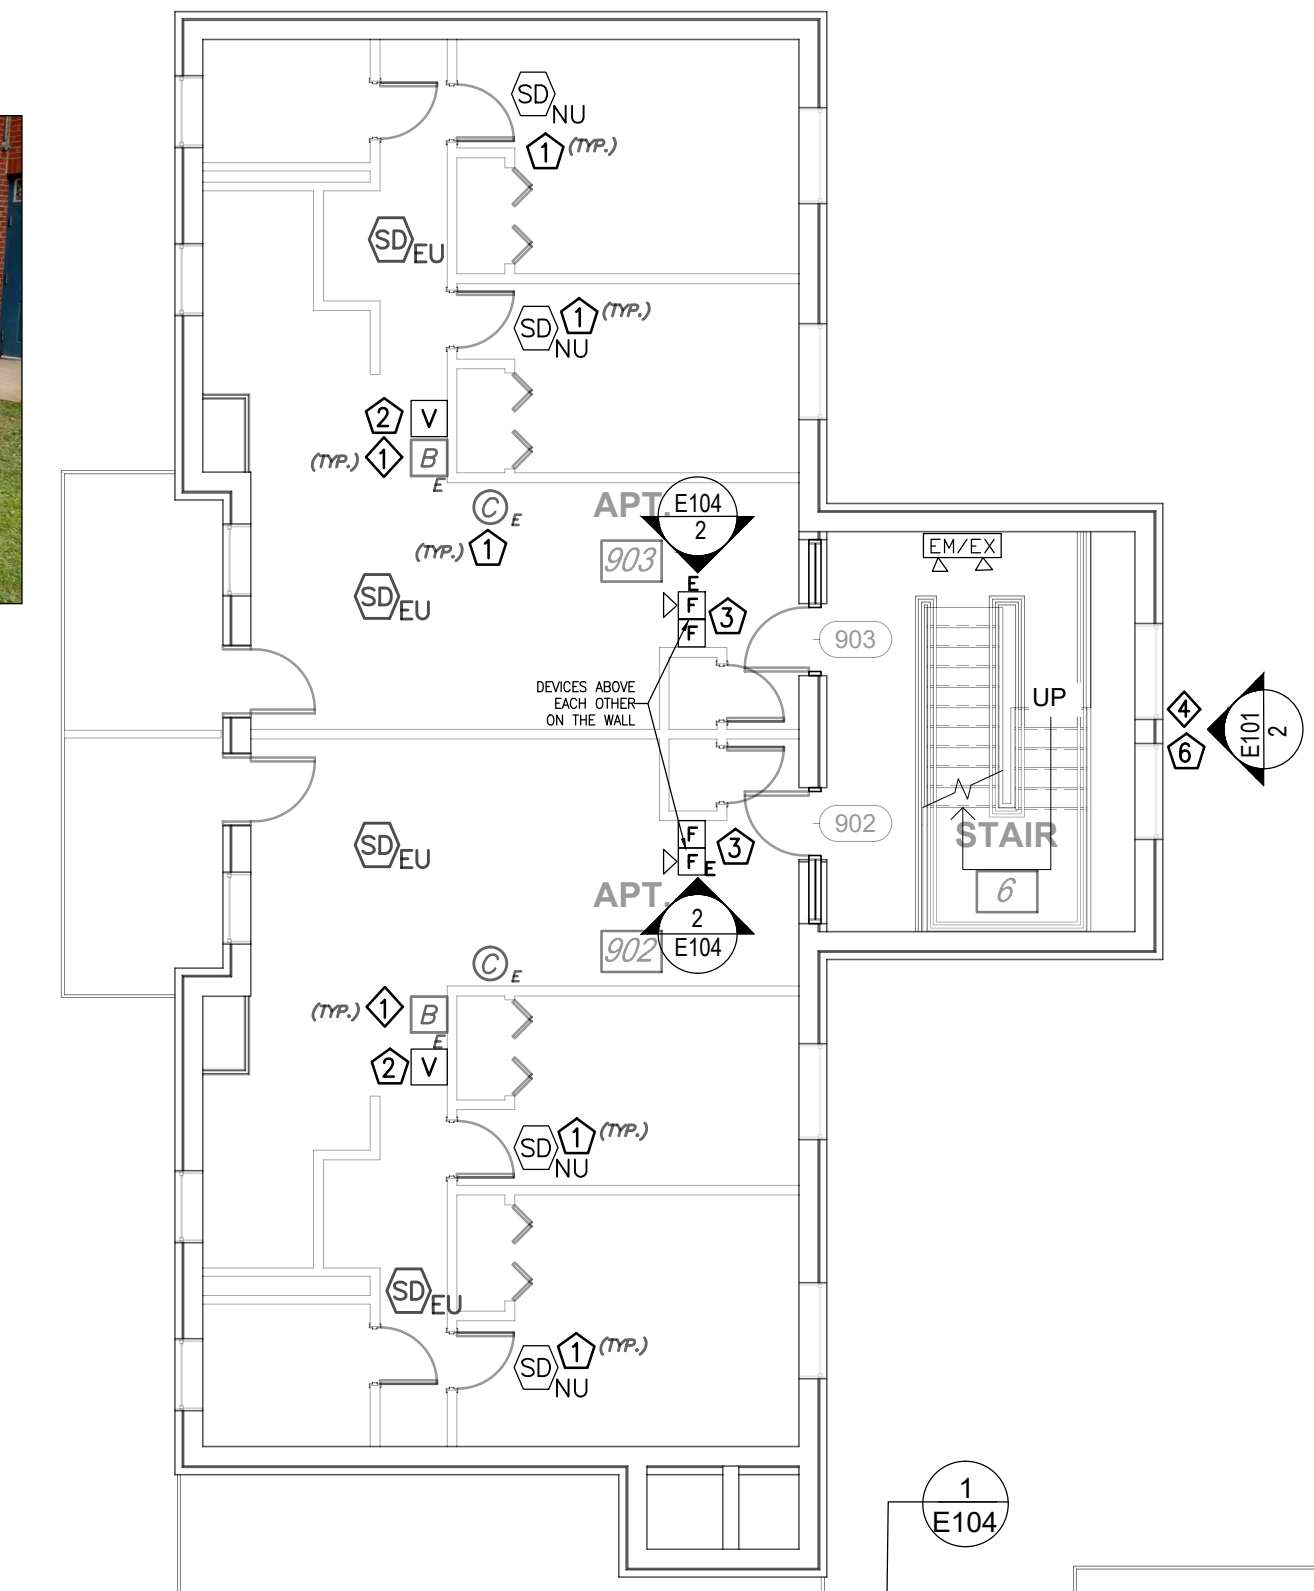 SD
NU
1 (TYP.)
SD
EU
SD
NU
1 (TYP.)
2 V
(TYP.) 1 B
E
C E
(TYP.) 1
APT.
903
E104
2
EM/EX
SD
EU
E
F
F
3
903
DEVICES ABOVE
EACH OTHER
ON THE WALL
UP
4
6
E101
2
SD
EU
F
F
E
3
902
STAIR
6
APT.
902
2
E104
C E
(TYP.) 1 B
E
2 V
SD
NU
1 (TYP.)
SD
EU
SD
NU
1 (TYP.)
1
E104